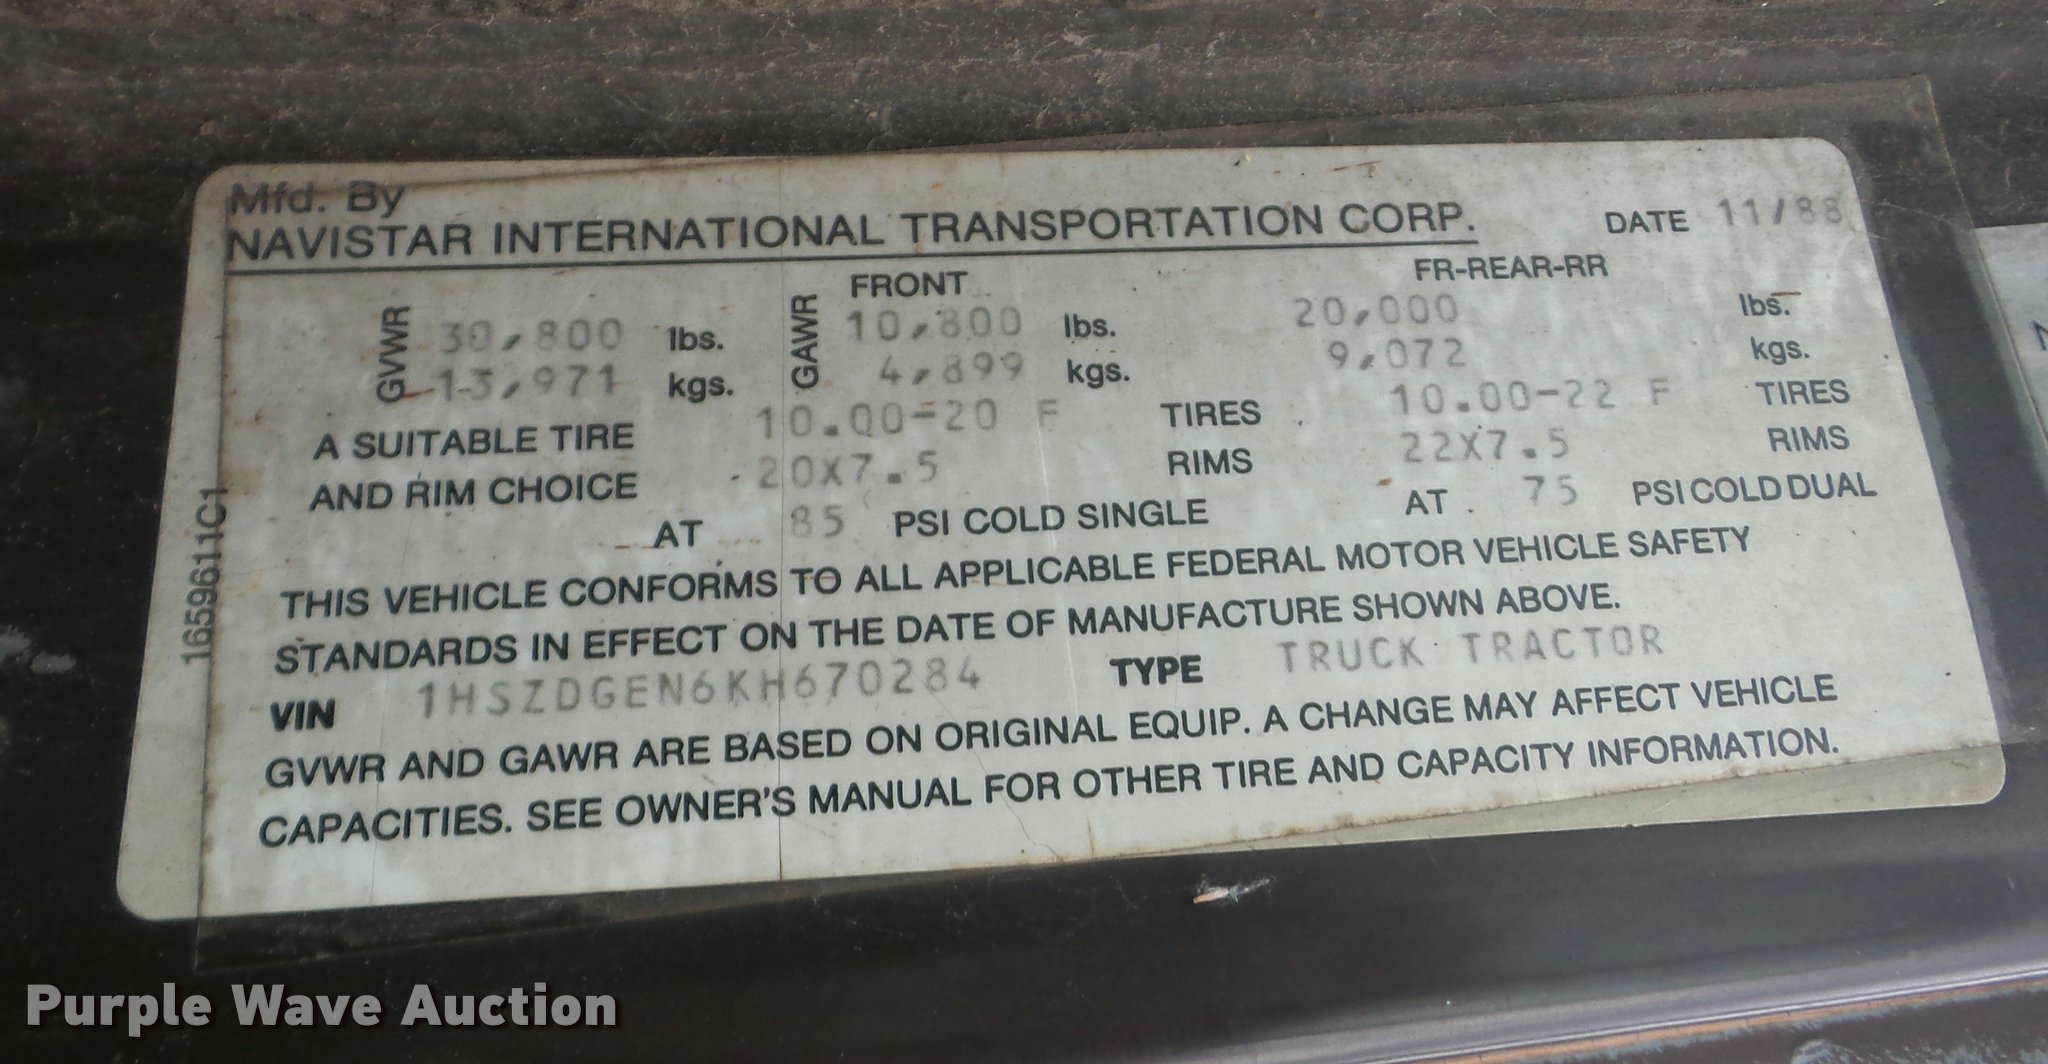 Mfd. By
NAVISTAR INTERNATIONAL TRANSPORTATION CORP. DATE 11/88
FRONT FR-REAR-RR
GVWR 30,800 lbs. GAWR 10,800 lbs. 20,000 lbs.
13,971 kgs. 4,899 kgs. 9,072 kgs.
A SUITABLE TIRE 10.00-20 F TIRES 10.00-22 F TIRES
AND RIM CHOICE 20X7.5 RIMS 22X7.5 RIMS
AT 85 PSI COLD SINGLE AT 75 PSI COLD DUAL
THIS VEHICLE CONFORMS TO ALL APPLICABLE FEDERAL MOTOR VEHICLE SAFETY
STANDARDS IN EFFECT ON THE DATE OF MANUFACTURE SHOWN ABOVE.
VIN 1HSZDGEN6KH670284 TYPE TRUCK TRACTOR
GVWR AND GAWR ARE BASED ON ORIGINAL EQUIP. A CHANGE MAY AFFECT VEHICLE
CAPACITIES. SEE OWNER'S MANUAL FOR OTHER TIRE AND CAPACITY INFORMATION.
1659611C1
Purple Wave Auction